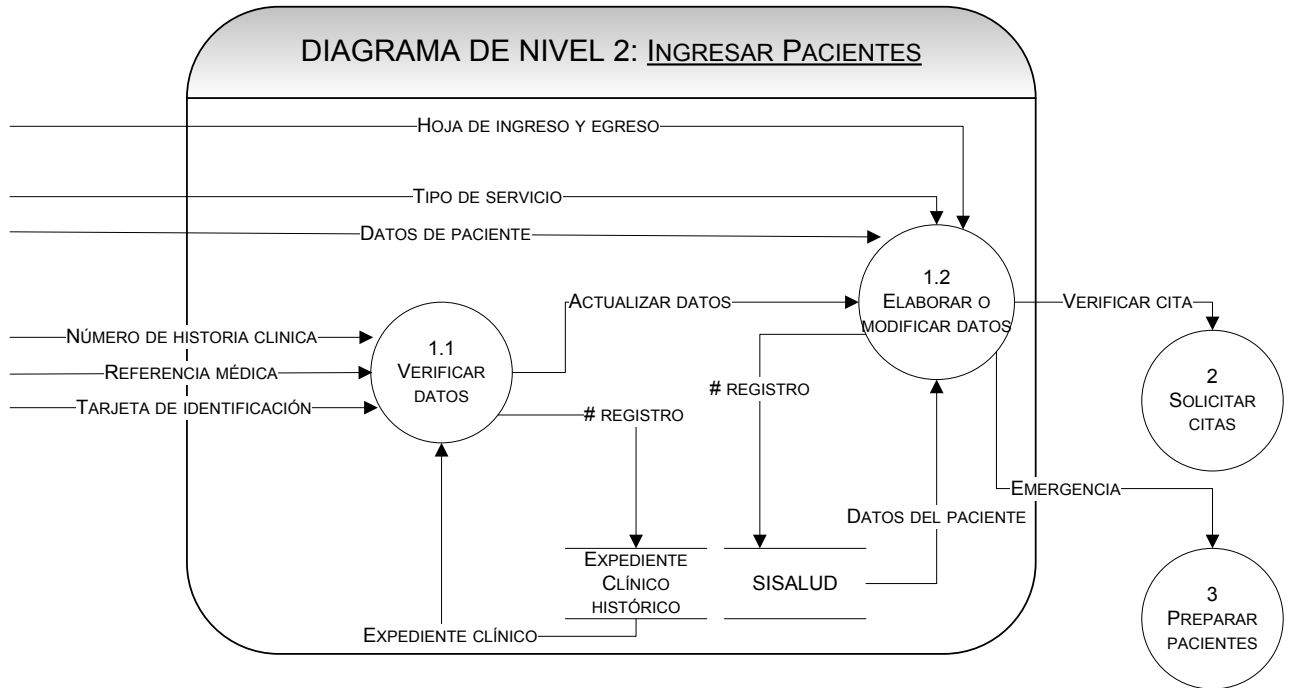 DIAGRAMA DE NIVEL 2: INGRESAR PACIENTES
HOJA DE INGRESO Y EGRESO
TIPO DE SERVICIO
DATOS DE PACIENTE
1.2
ELABORAR O
MODIFICAR DATOS
ACTUALIZAR DATOS
VERIFICAR CITA
NÚMERO DE HISTORIA CLINICA
REFERENCIA MÉDICA
TARJETA DE IDENTIFICACIÓN
1.1
VERIFICAR
DATOS
# REGISTRO
# REGISTRO
2
SOLICITAR
CITAS
EMERGENCIA
DATOS DEL PACIENTE
EXPEDIENTE
CLÍNICO
HISTÓRICO
SISALUD
3
PREPARAR
PACIENTES
EXPEDIENTE CLÍNICO